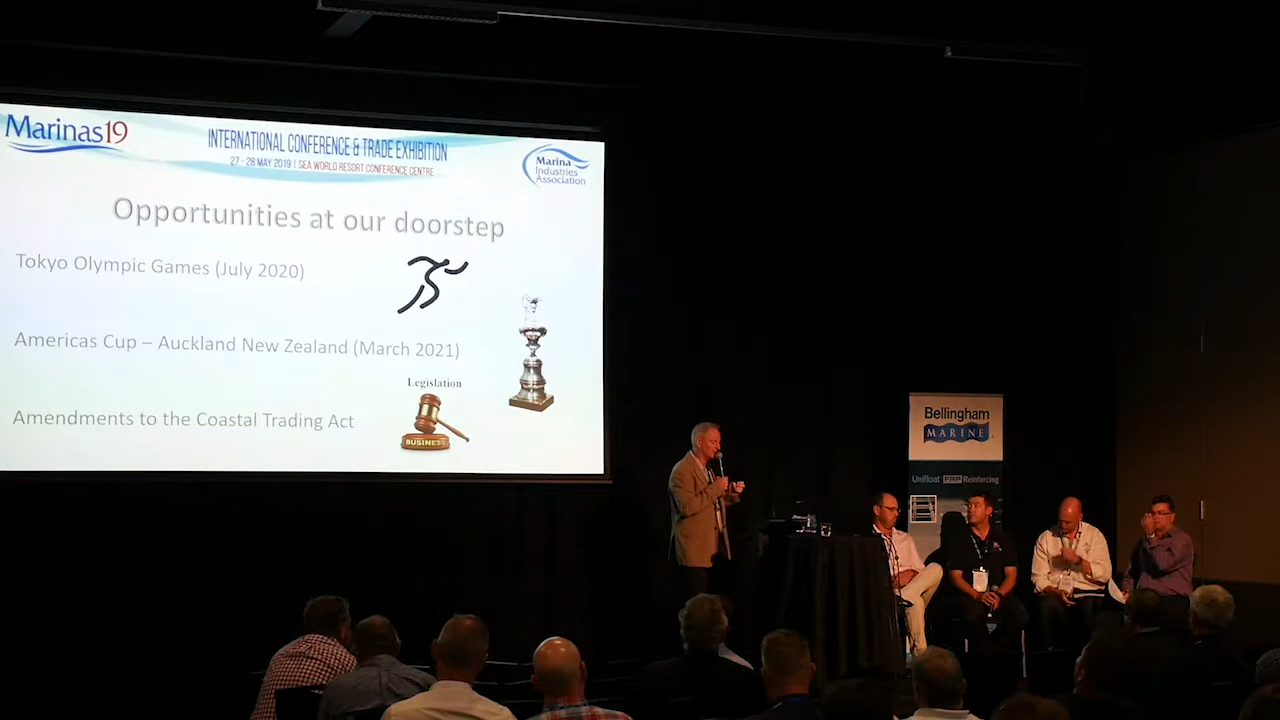 Marinas19
INTERNATIONAL CONFERENCE & TRADE EXHIBITION
27 - 28 MAY 2019 | SEA WORLD RESORT CONFERENCE CENTRE
Marina
Industries
Association
Opportunities at our doorstep
Tokyo Olympic Games (July 2020)
Americas Cup – Auckland New Zealand (March 2021)
Legislation
Amendments to the Coastal Trading Act
BUSINESS
Bellingham
MARINE
Unifloat FRP Reinforcing